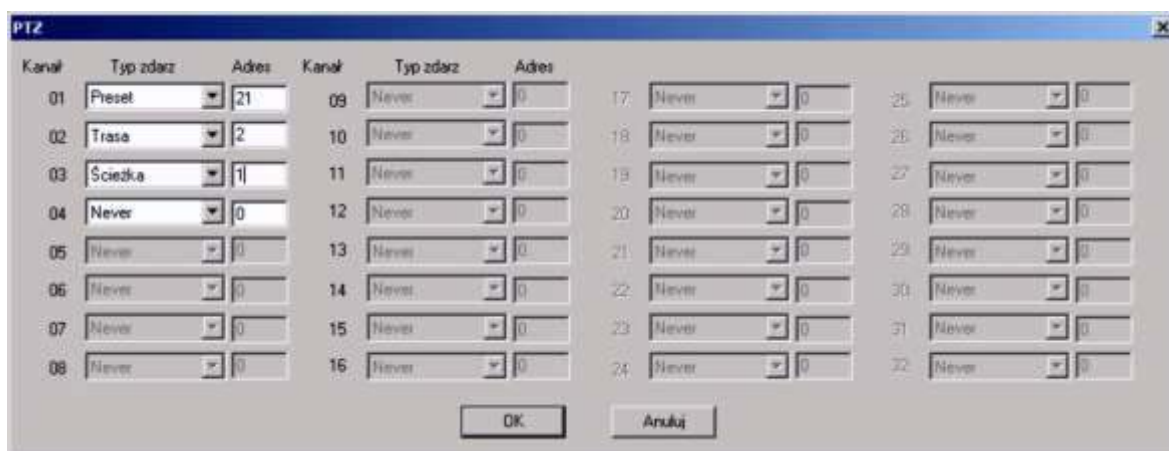 PTZ
Kanał Typ zdarz Adres Kanał Typ zdarz Adres
01 Preset 21 09 Never 0 17 Never 0 25 Never 0
02 Trasa 2 10 Never 0 18 Never 0 26 Never 0
03 Ścieżka 1 11 Never 0 19 Never 0 27 Never 0
04 Never 0 12 Never 0 20 Never 0 28 Never 0
05 Never 0 13 Never 0 21 Never 0 29 Never 0
06 Never 0 14 Never 0 22 Never 0 30 Never 0
07 Never 0 15 Never 0 23 Never 0 31 Never 0
08 Never 0 16 Never 0 24 Never 0 32 Never 0
OK Anuluj